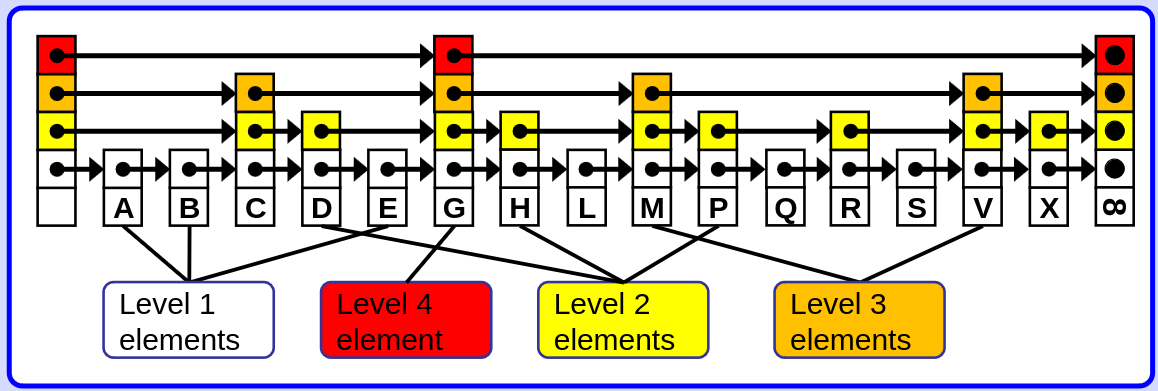 A B C D E G H L M P Q R S V X ∞
Level 1
elements
Level 4
element
Level 2
elements
Level 3
elements